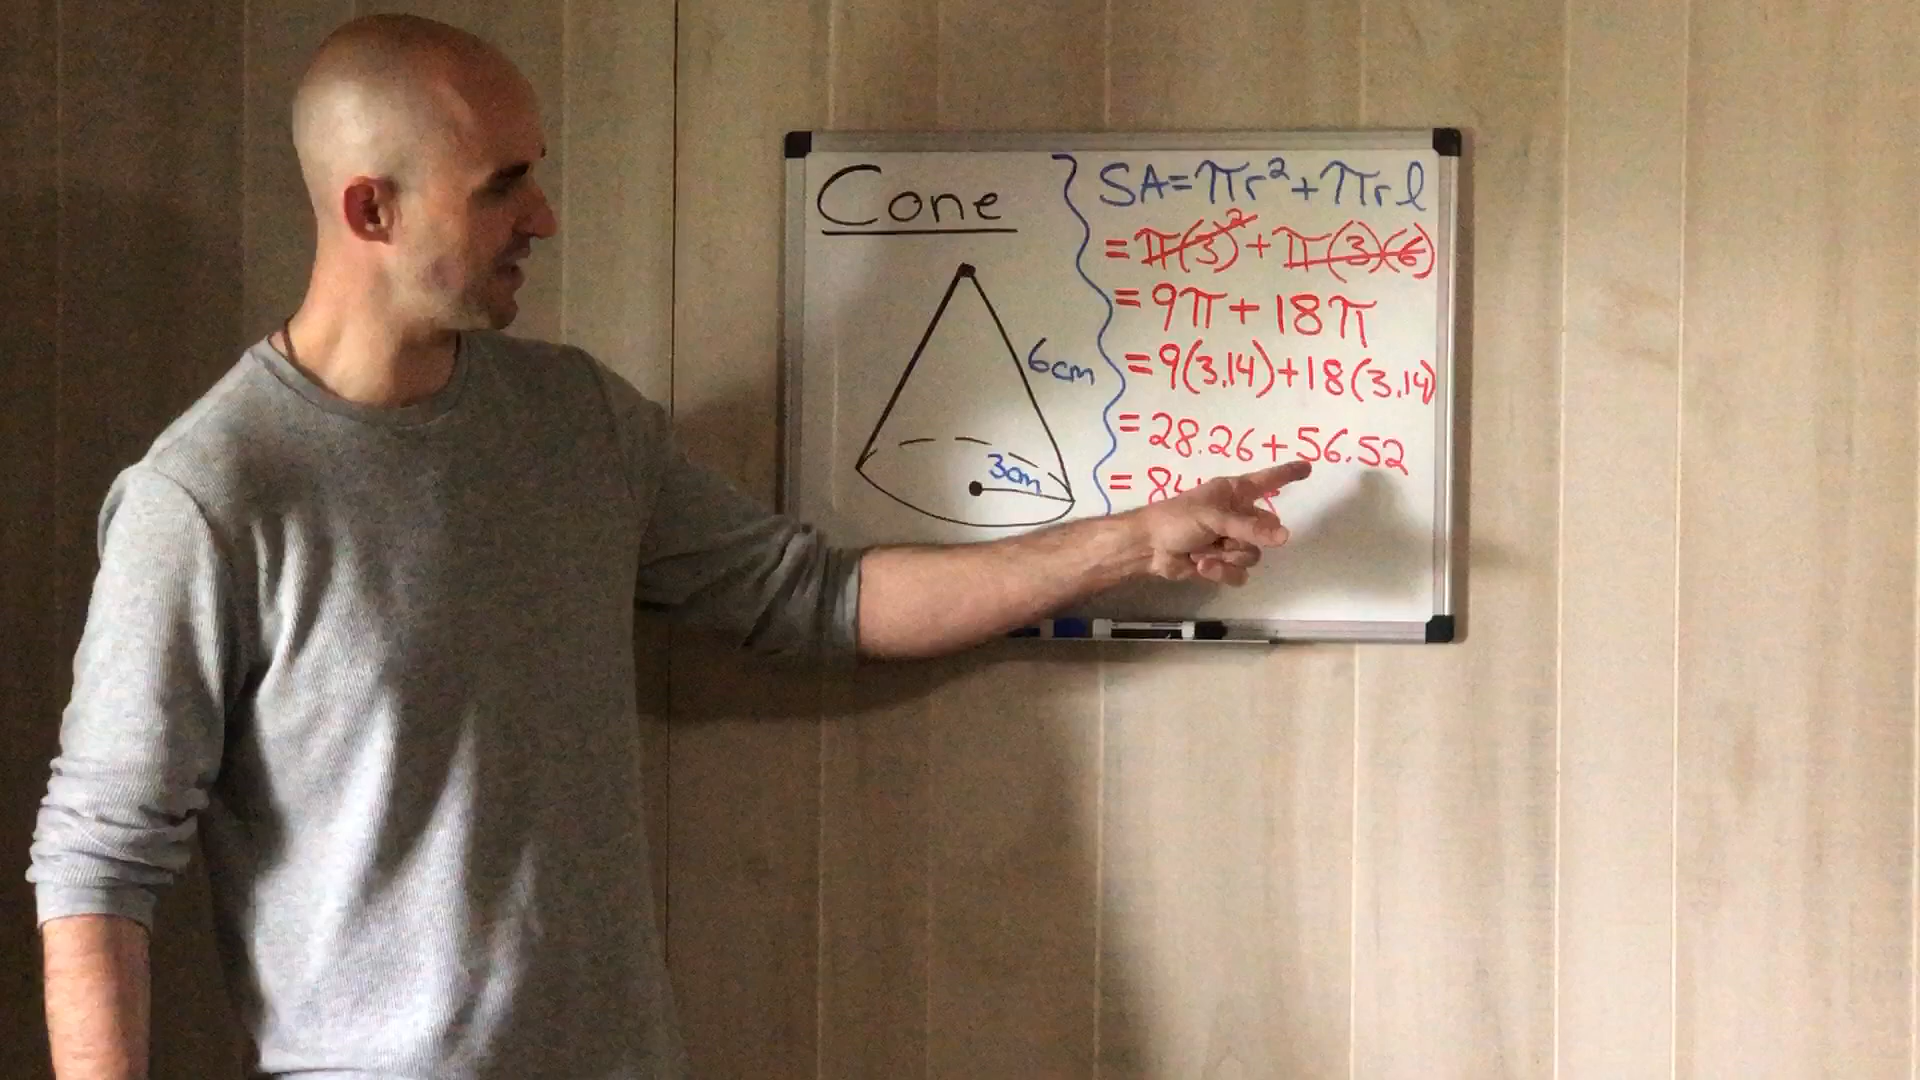 Cone
6cm
3cm
SA=πr²+πrl
=π(3)²+π(3)(6)
=9π+18π
=9(3.14)+18(3.14)
=28.26+56.52
=